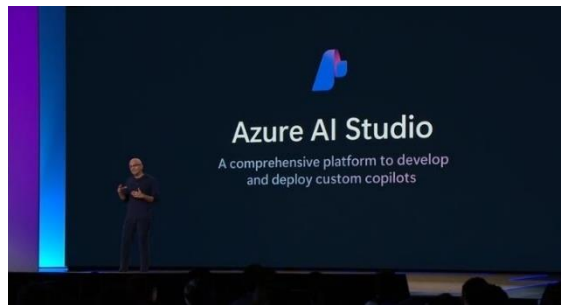 Azure AI Studio
A comprehensive platform to develop
and deploy custom copilots